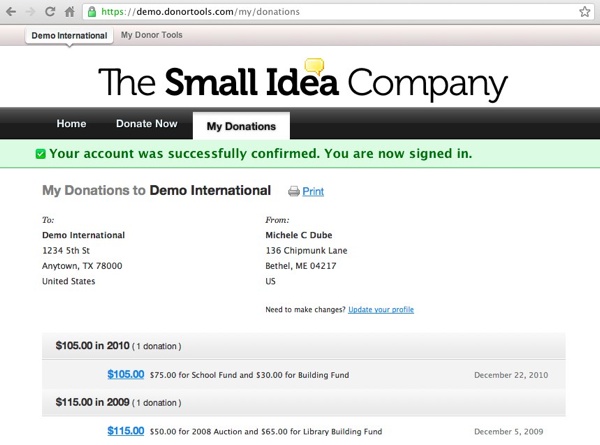 https://demo.donortools.com/my/donations
Demo International My Donor Tools
The Small Idea Company
Home Donate Now My Donations
Your account was successfully confirmed. You are now signed in.
My Donations to Demo International Print
To:
Demo International
1234 5th St
Anytown, TX 78000
United States
From:
Michele C Dube
136 Chipmunk Lane
Bethel, ME 04217
US
Need to make changes? Update your profile
$105.00 in 2010 ( 1 donation )
$105.00 $75.00 for School Fund and $30.00 for Building Fund December 22, 2010
$115.00 in 2009 ( 1 donation )
$115.00 $50.00 for 2008 Auction and $65.00 for Library Building Fund December 5, 2009